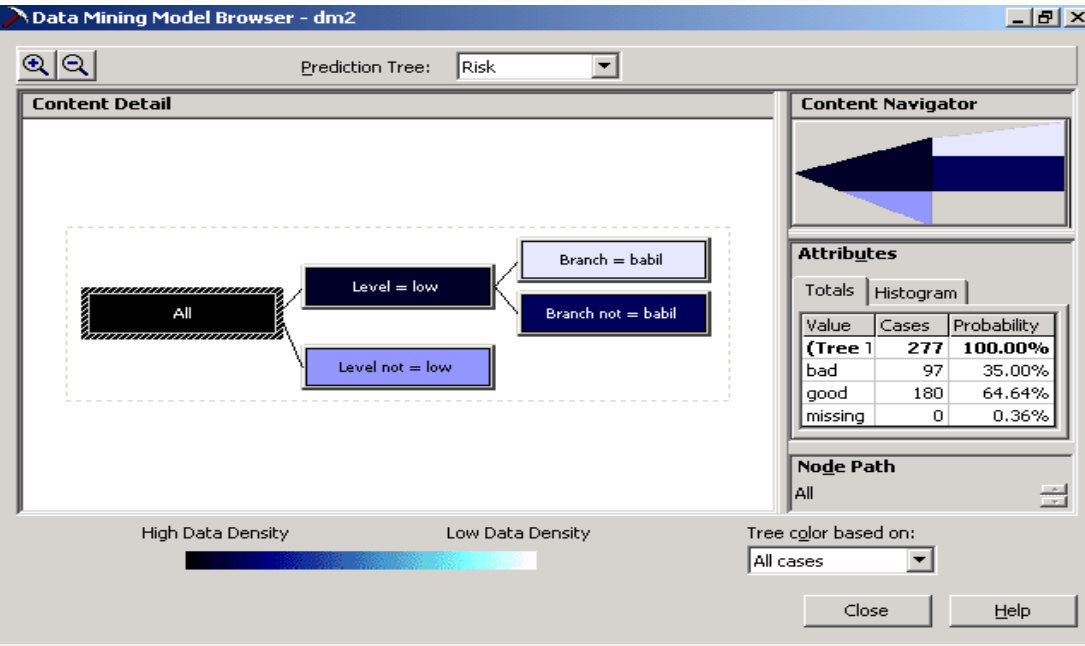 Data Mining Model Browser - dm2
Prediction Tree: Risk
Content Detail
All
Level = low
Level not = low
Branch = babil
Branch not = babil
Content Navigator
Attributes
Totals Histogram
Value Cases Probability
(Tree T 277 100.00%
bad 97 35.00%
good 180 64.64%
missing 0 0.36%
Node Path
All
High Data Density Low Data Density
Tree color based on:
All cases
Close Help